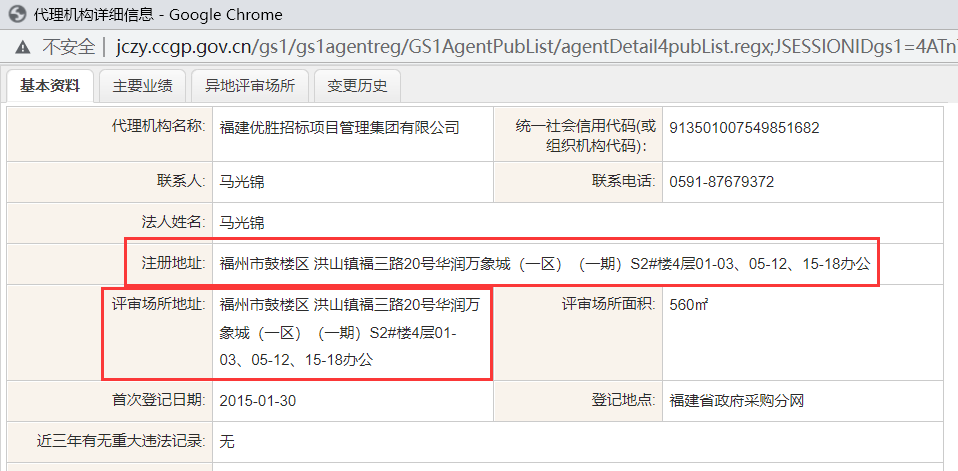 代理机构详细信息 - Google Chrome
不安全 | jczy.ccgp.gov.cn/gs1/gs1agentreg/GS1AgentPubList/agentDetail4pubList.regx;JSESSIONIDgs1=4ATn
基本资料 主要业绩 异地评审场所 变更历史
代理机构名称: 福建优胜招标项目管理集团有限公司 统一社会信用代码(或
组织机构代码): 913501007549851682
联系人: 马光锦 联系电话: 0591-87679372
法人姓名: 马光锦
注册地址: 福州市鼓楼区 洪山镇福三路20号华润万象城（一区）（一期）S2#楼4层01-03、05-12、15-18办公
评审场所地址: 福州市鼓楼区 洪山镇福三路20号华润万
象城（一区）（一期）S2#楼4层01-
03、05-12、15-18办公
评审场所面积: 560㎡
首次登记日期: 2015-01-30 登记地点: 福建省政府采购分网
近三年有无重大违法记录: 无